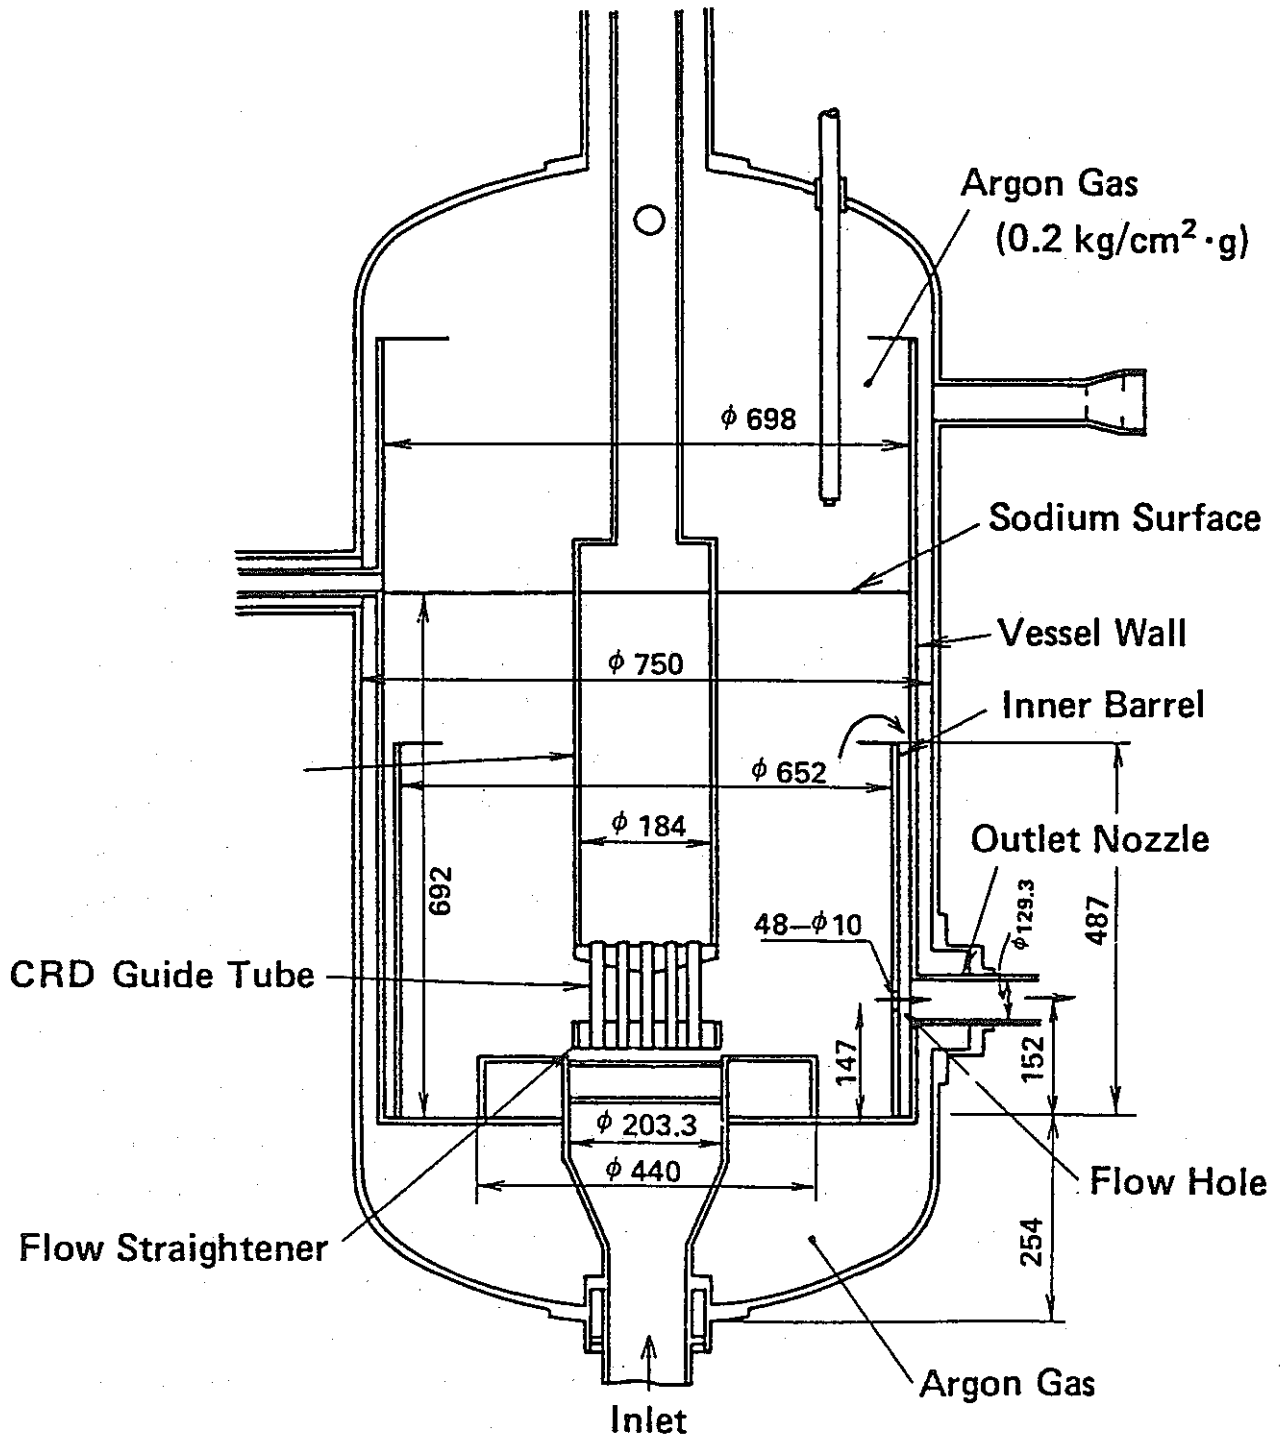 Argon Gas
(0.2 kg/cm²·g)
ϕ 698
Sodium Surface
Vessel Wall
ϕ 750
Inner Barrel
ϕ 652
ϕ 184
Outlet Nozzle
ϕ129.3
692
487
48–ϕ10
CRD Guide Tube
147
152
ϕ 203.3
ϕ 440
Flow Hole
Flow Straightener
254
Argon Gas
Inlet